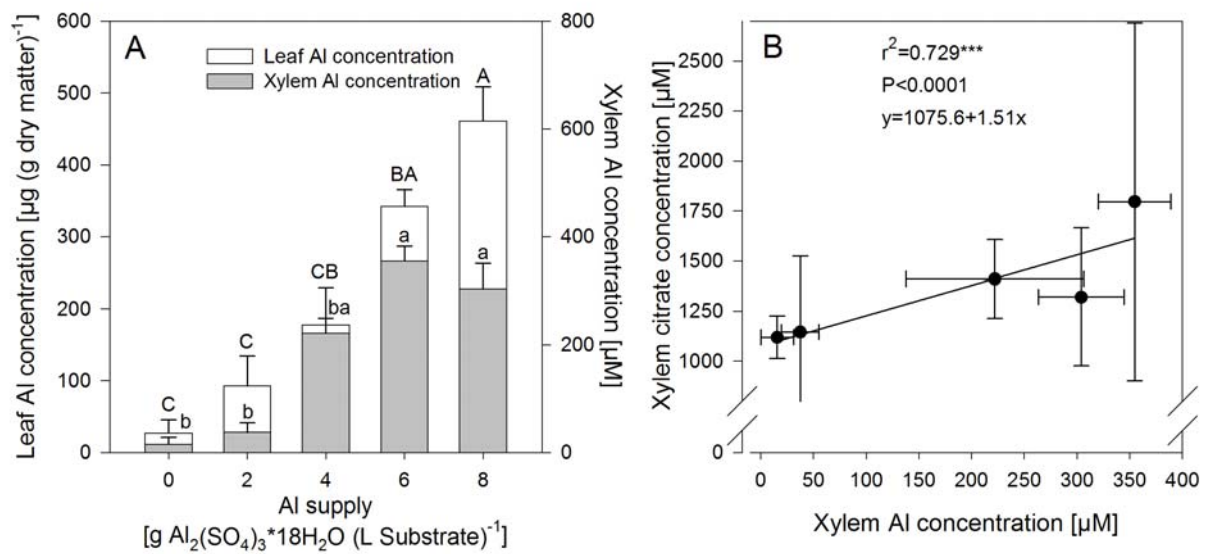 A
Leaf Al concentration
Xylem Al concentration
Leaf Al concentration [µg (g dry matter)⁻¹]
600
500
400
300
200
100
0
Xylem Al concentration [µM]
800
600
400
200
0
C
b
C
b
CB
ba
BA
a
A
a
0 2 4 6 8
Al supply
[g Al₂(SO₄)₃*18H₂O (L Substrate)⁻¹]
B
r²=0.729***
P<0.0001
y=1075.6+1.51x
Xylem citrate concentration [µM]
2500
2250
2000
1750
1500
1250
1000
0
0 50 100 150 200 250 300 350 400
Xylem Al concentration [µM]